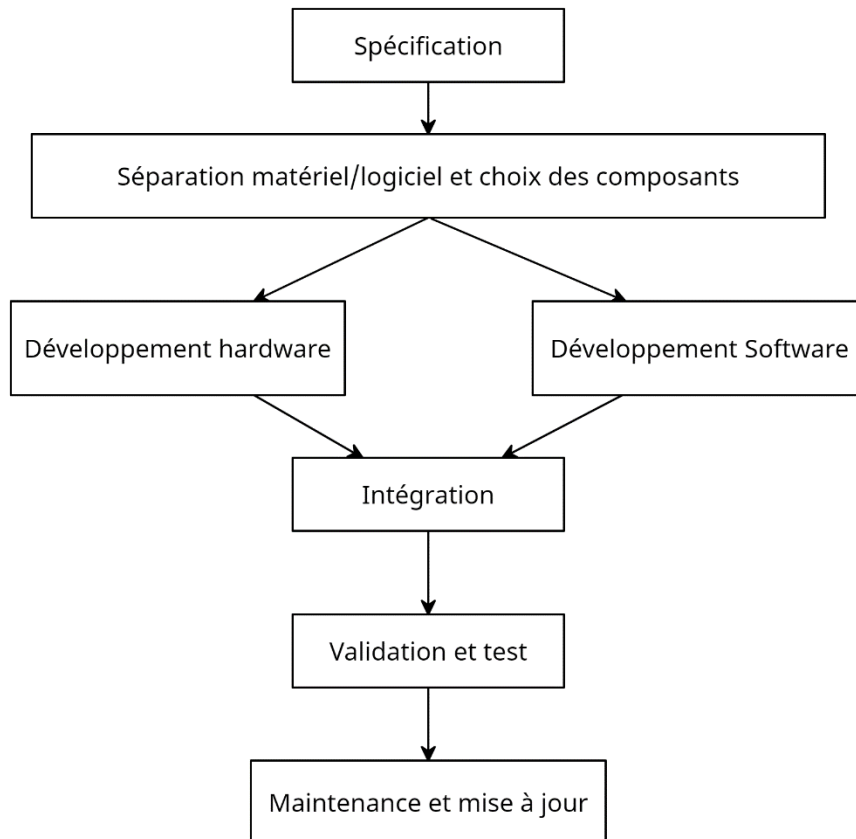 Spécification
Séparation matériel/logiciel et choix des composants
Développement hardware
Développement Software
Intégration
Validation et test
Maintenance et mise à jour